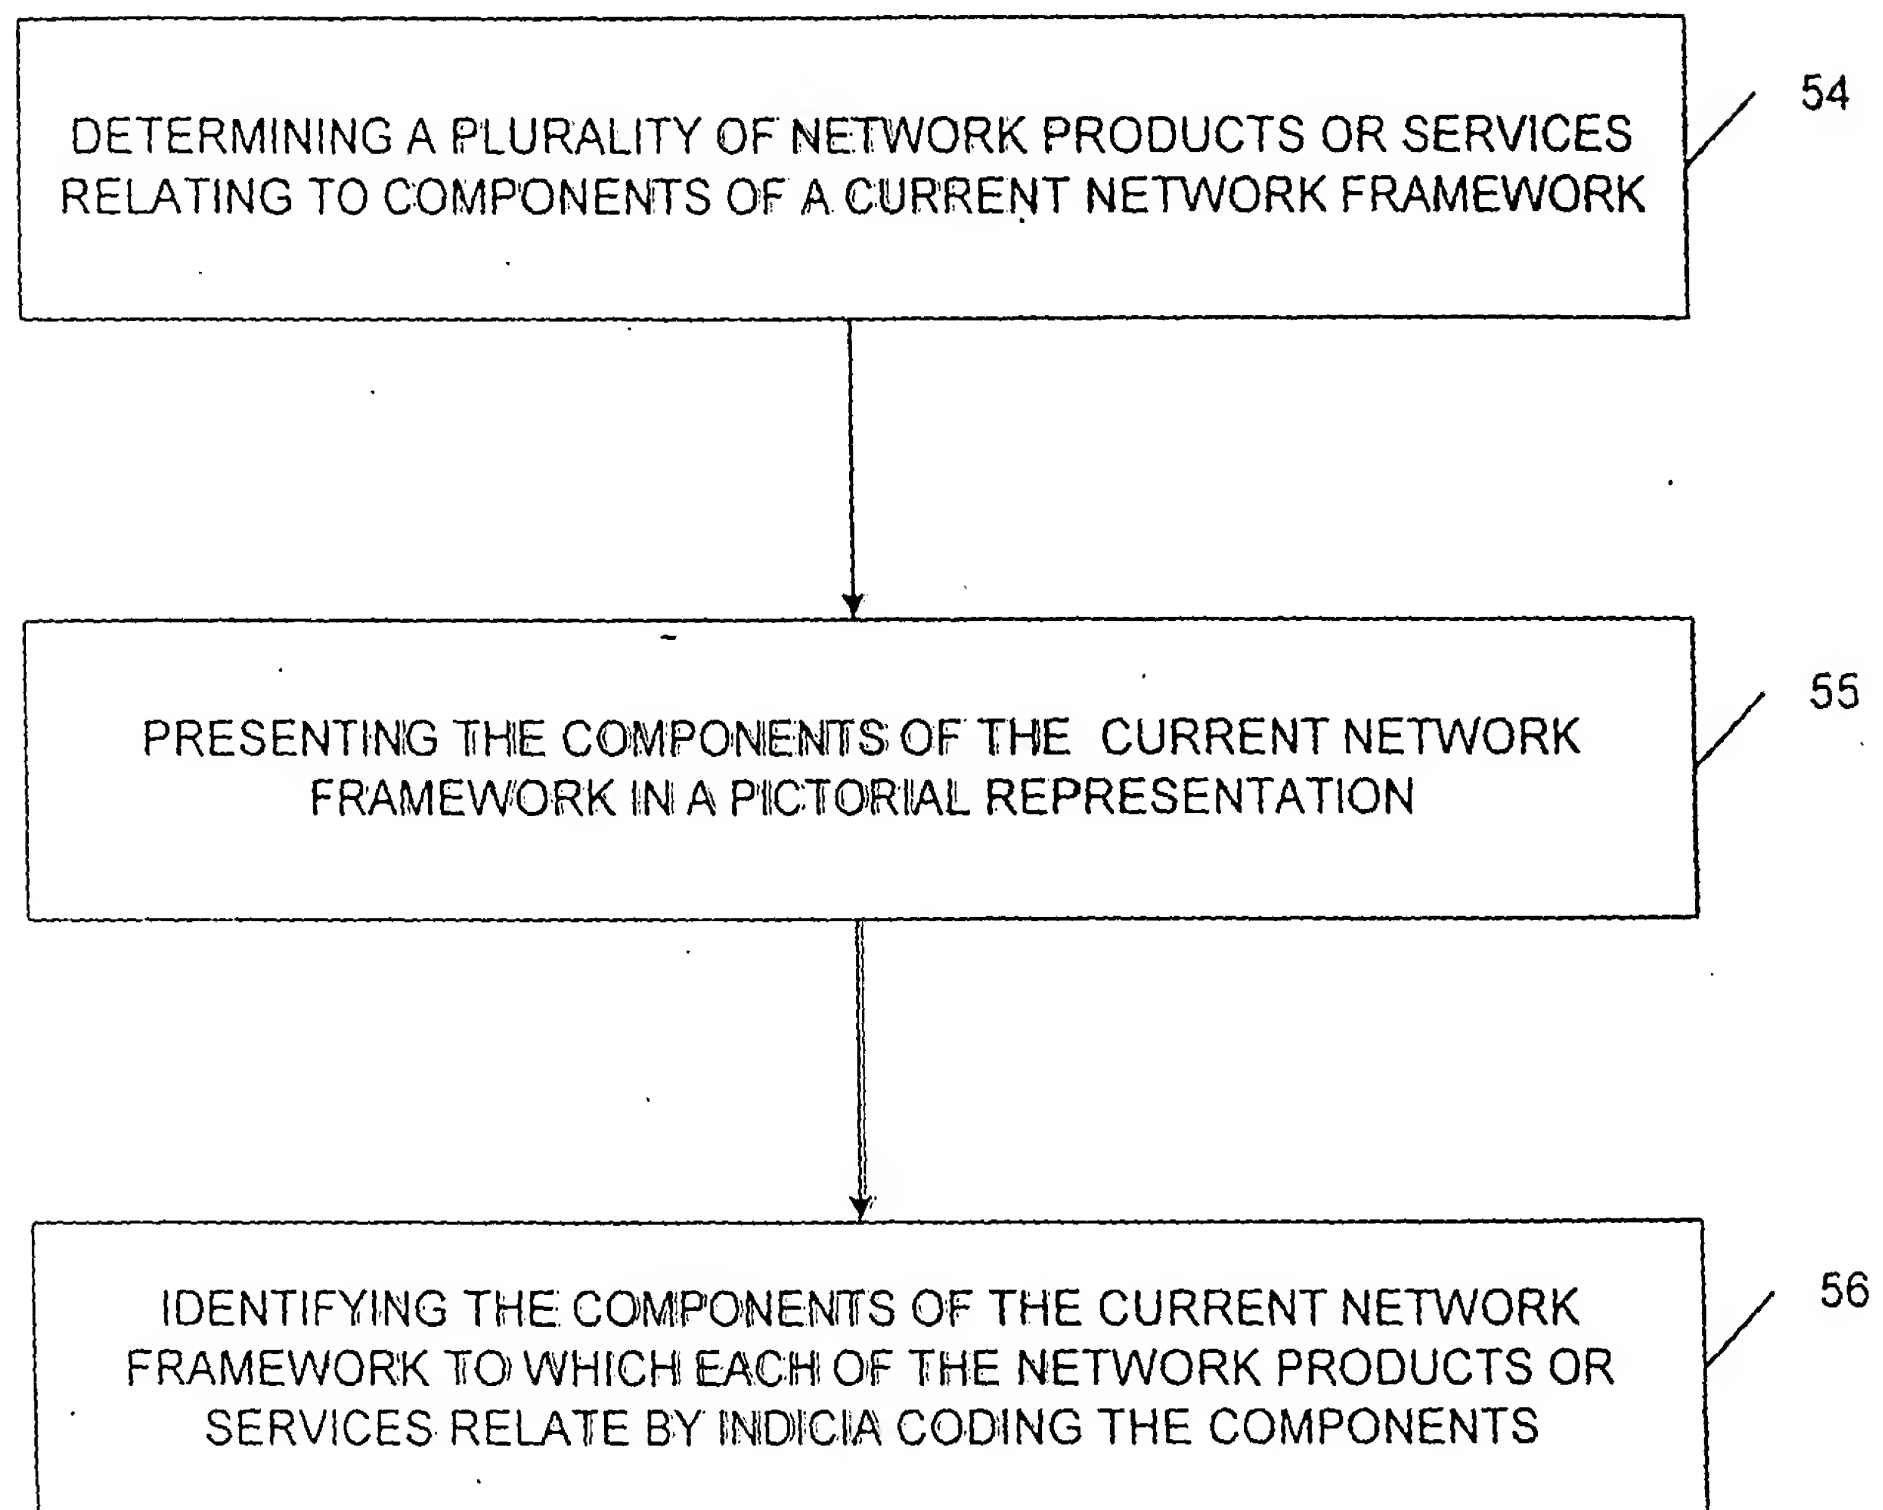 54
DETERMINING A PLURALITY OF NETWORK PRODUCTS OR SERVICES
RELATING TO COMPONENTS OF A CURRENT NETWORK FRAMEWORK
55
PRESENTING THE COMPONENTS OF THE CURRENT NETWORK
FRAMEWORK IN A PICTORIAL REPRESENTATION
56
IDENTIFYING THE COMPONENTS OF THE CURRENT NETWORK
FRAMEWORK TO WHICH EACH OF THE NETWORK PRODUCTS OR
SERVICES RELATE BY INDICIA CODING THE COMPONENTS